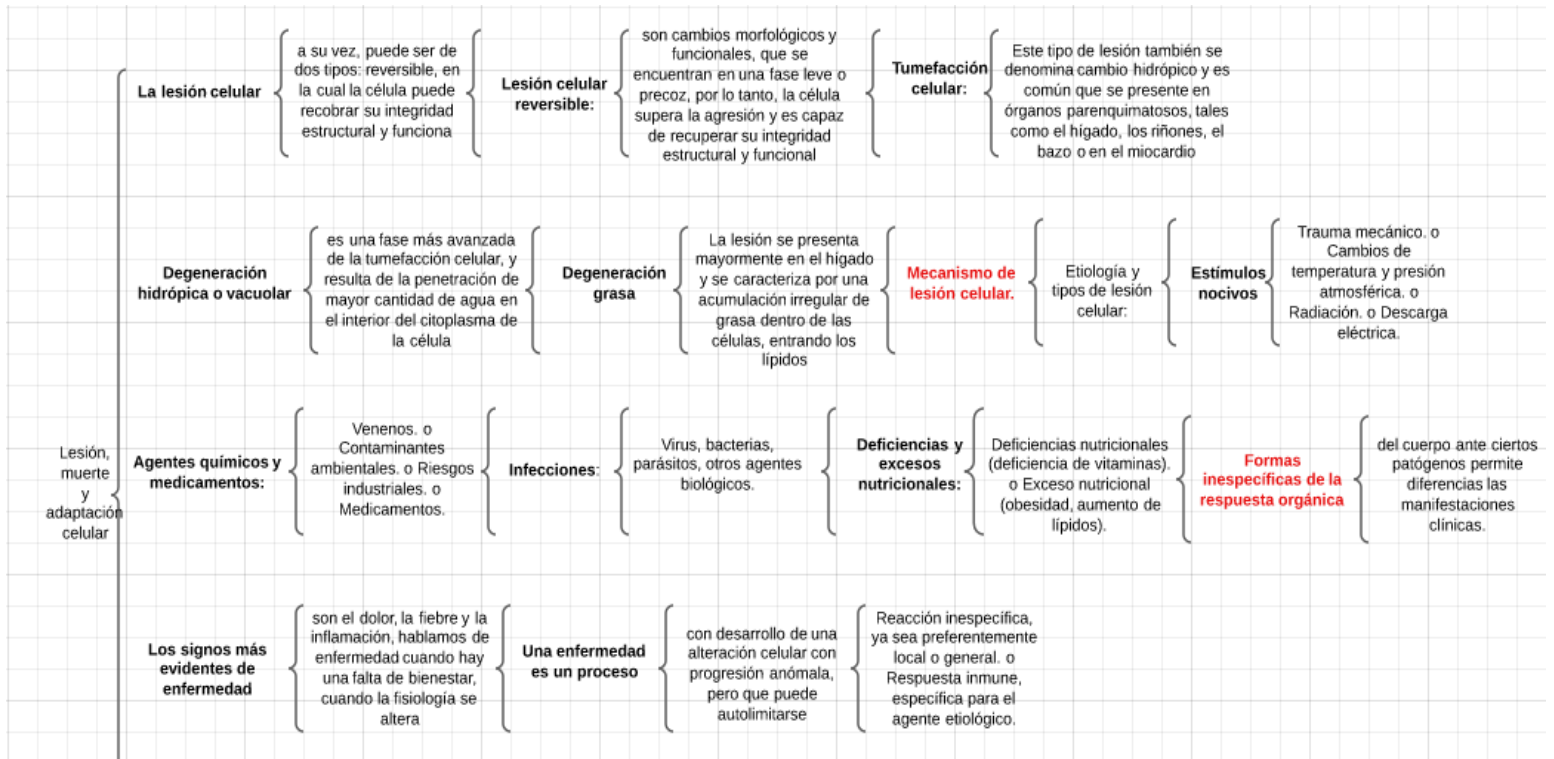 Lesión,
muerte
y
adaptación
celular
La lesión celular
a su vez, puede ser de
dos tipos: reversible, en
la cual la célula puede
recobrar su integridad
estructural y funciona
Lesión celular
reversible:
son cambios morfológicos y
funcionales, que se
encuentran en una fase leve o
precoz, por lo tanto, la célula
supera la agresión y es capaz
de recuperar su integridad
estructural y funcional
Tumefacción
celular:
Este tipo de lesión también se
denomina cambio hidrópico y es
común que se presente en
órganos parenquimatosos, tales
como el hígado, los riñones, el
bazo o en el miocardio
Degeneración
hidrópica o vacuolar
es una fase más avanzada
de la tumefacción celular, y
resulta de la penetración de
mayor cantidad de agua en
el interior del citoplasma de
la célula
Degeneración
grasa
La lesión se presenta
mayormente en el hígado
y se caracteriza por una
acumulación irregular de
grasa dentro de las
células, entrando los
lípidos
Mecanismo de
lesión celular.
Etiología y
tipos de lesión
celular:
Estímulos
nocivos
Trauma mecánico. o
Cambios de
temperatura y presión
atmosférica. o
Radiación. o Descarga
eléctrica.
Agentes químicos y
medicamentos:
Venenos. o
Contaminantes
ambientales. o Riesgos
industriales. o
Medicamentos.
Infecciones:
Virus, bacterias,
parásitos, otros agentes
biológicos.
Deficiencias y
excesos
nutricionales:
Deficiencias nutricionales
(deficiencia de vitaminas).
o Exceso nutricional
(obesidad, aumento de
lípidos).
Formas
inespecíficas de la
respuesta orgánica
del cuerpo ante ciertos
patógenos permite
diferencias las
manifestaciones
clínicas.
Los signos más
evidentes de
enfermedad
son el dolor, la fiebre y la
inflamación, hablamos de
enfermedad cuando hay
una falta de bienestar,
cuando la fisiología se
altera
Una enfermedad
es un proceso
con desarrollo de una
alteración celular con
progresión anómala,
pero que puede
autolimitarse
Reacción inespecífica,
ya sea preferentemente
local o general. o
Respuesta inmune,
específica para el
agente etiológico.